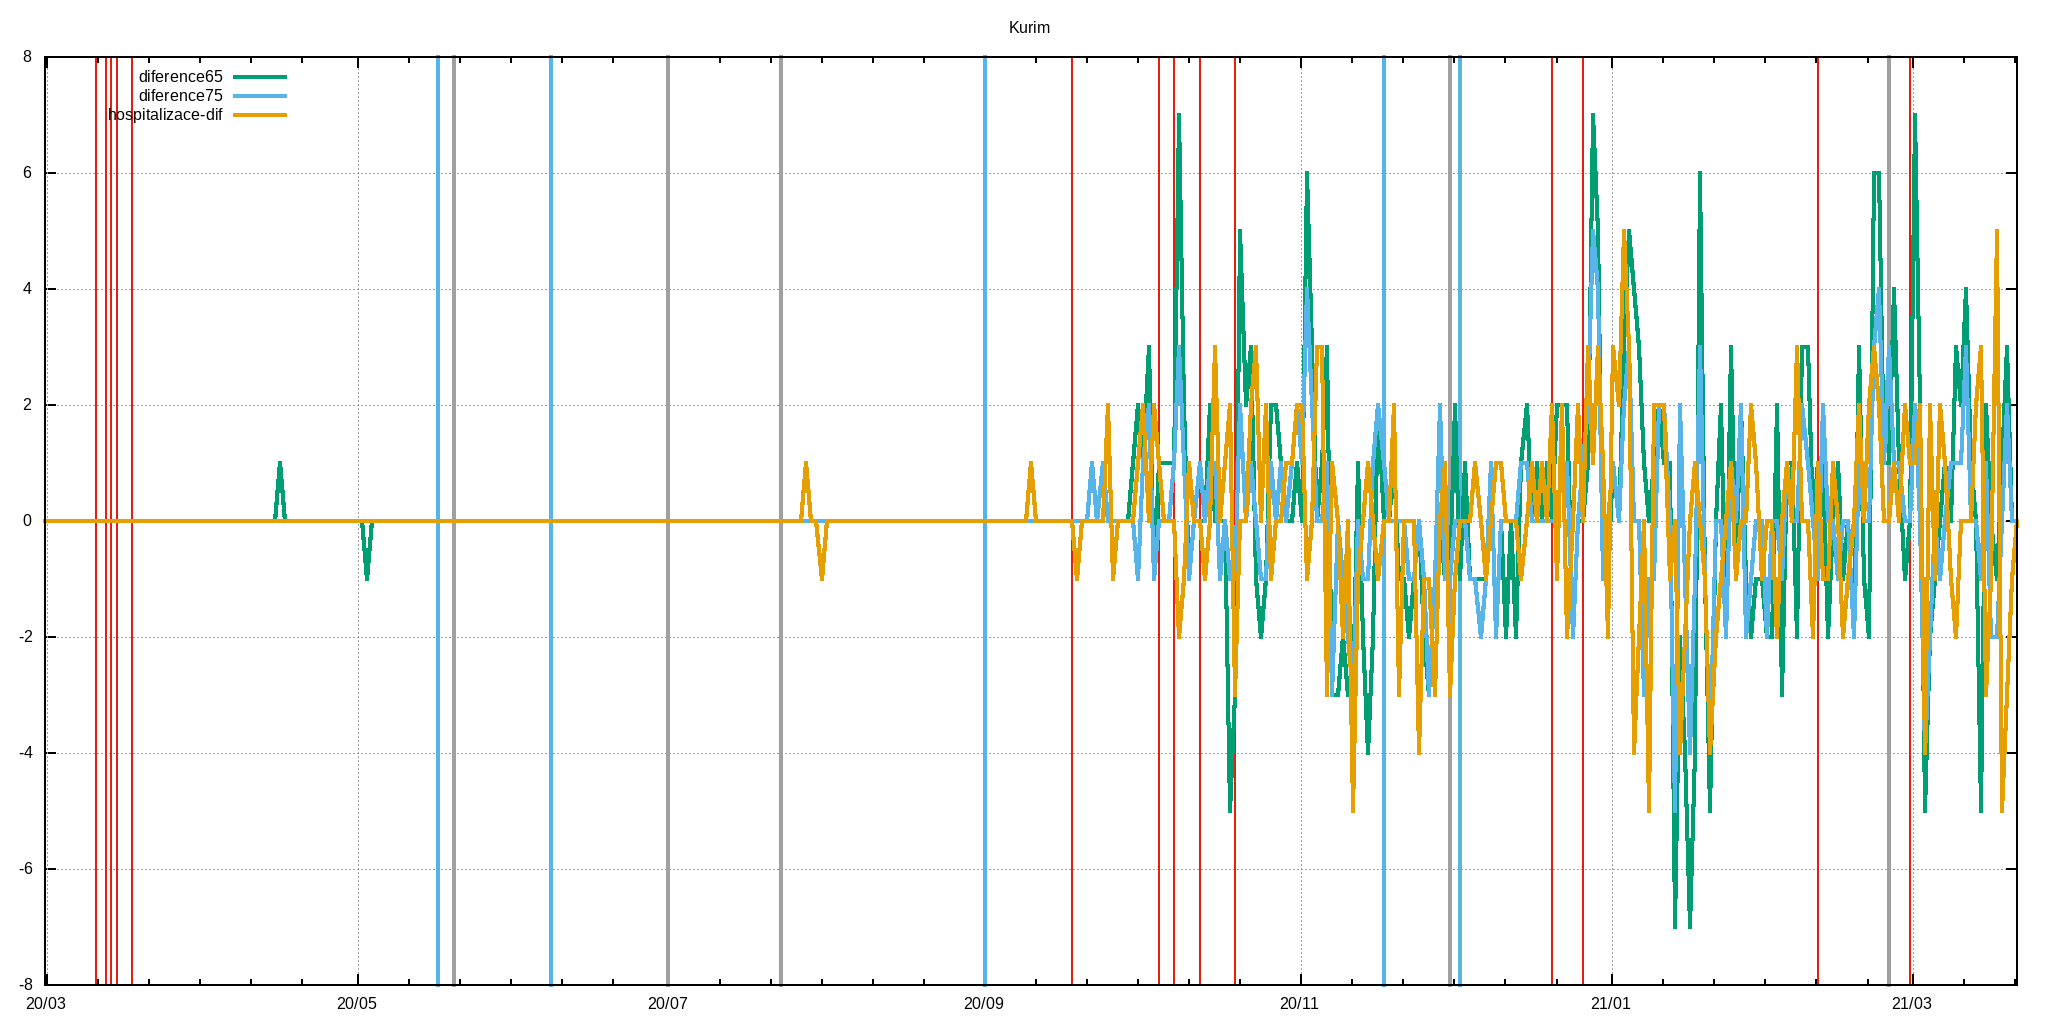 Kurim
8
diference65
diference75
hospitalizace-dif
6
4
2
0
-2
-4
-6
-8
20/03 20/05 20/07 20/09 20/11 21/01 21/03